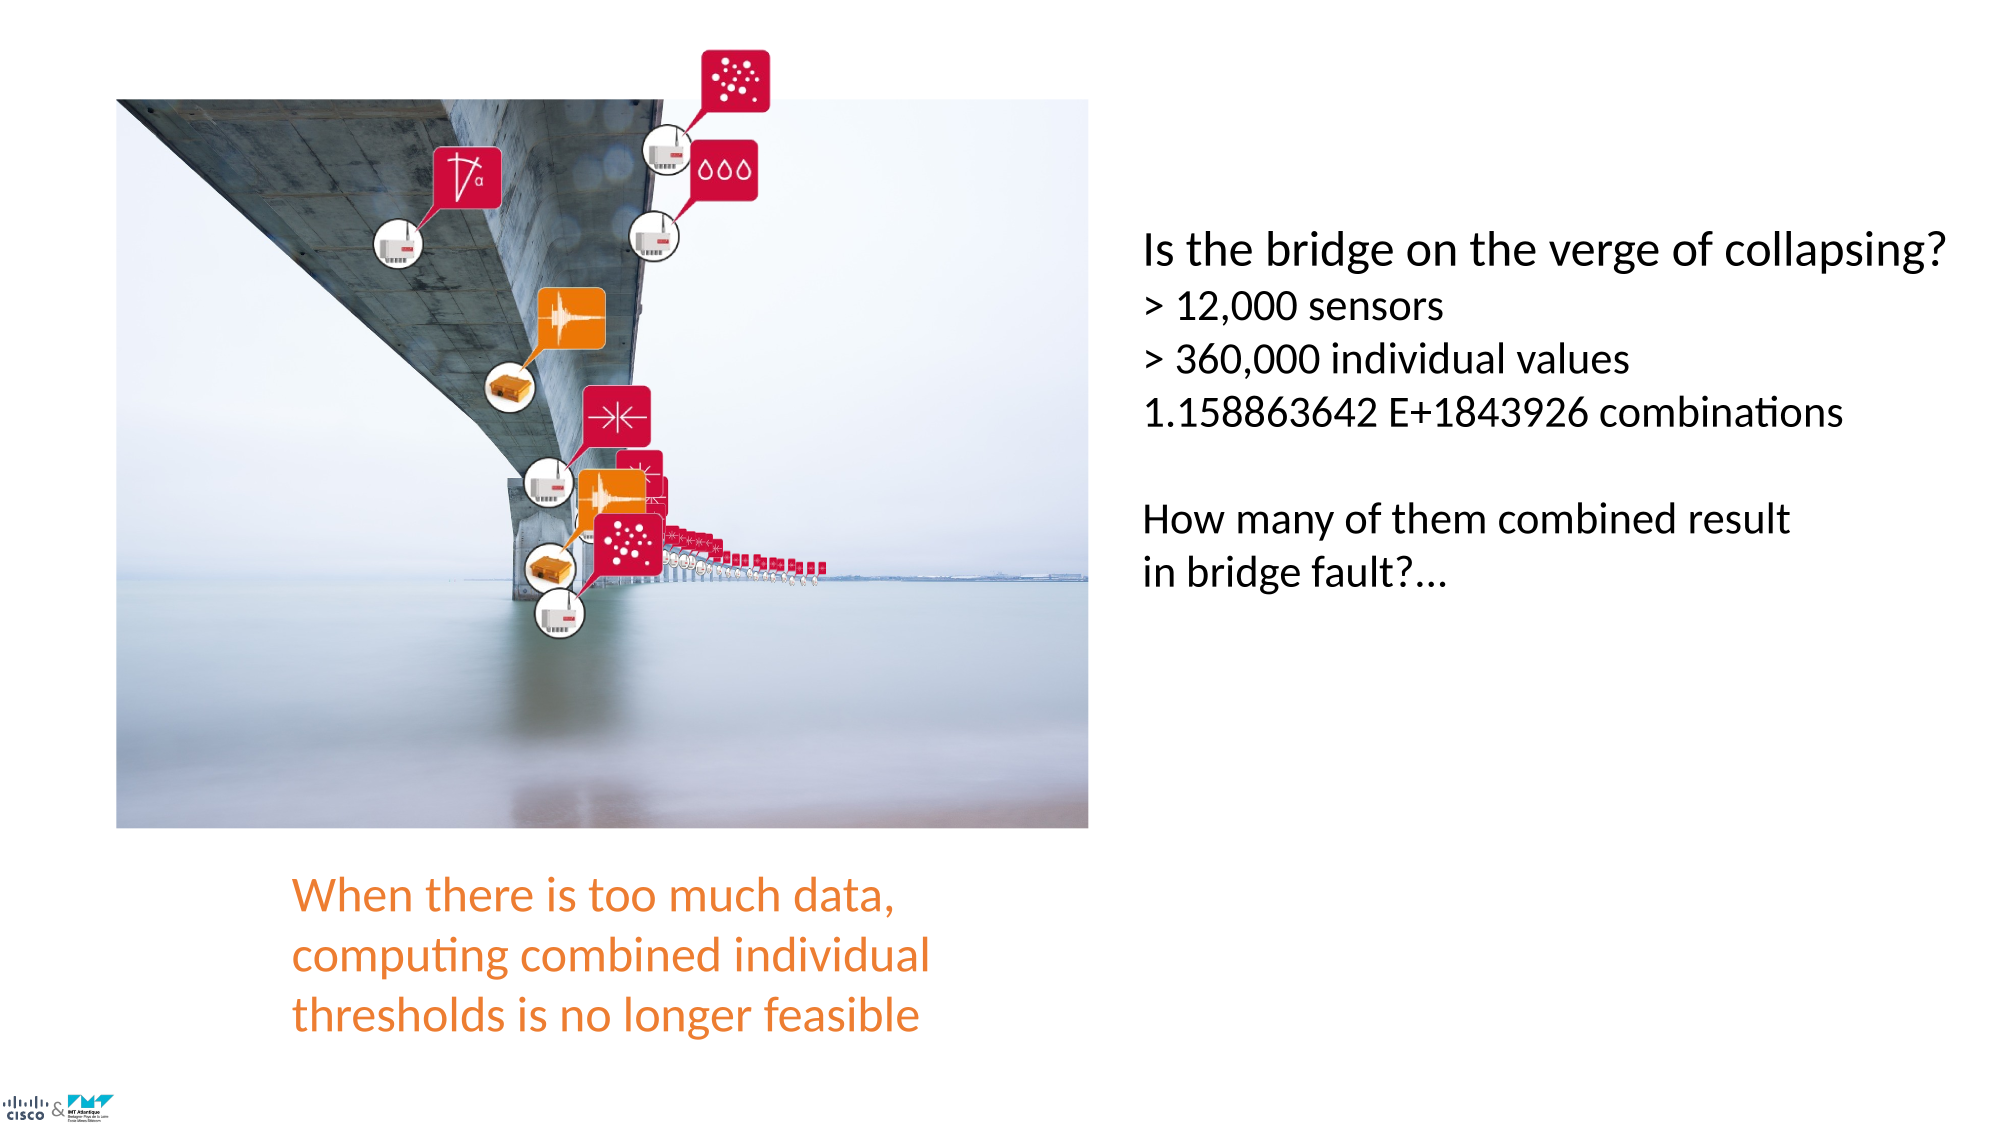 α
Is the bridge on the verge of collapsing?
> 12,000 sensors
> 360,000 individual values
1.158863642 E+1843926 combinations
How many of them combined result
in bridge fault?...
When there is too much data,
computing combined individual
thresholds is no longer feasible
CISCO & IMT Atlantique